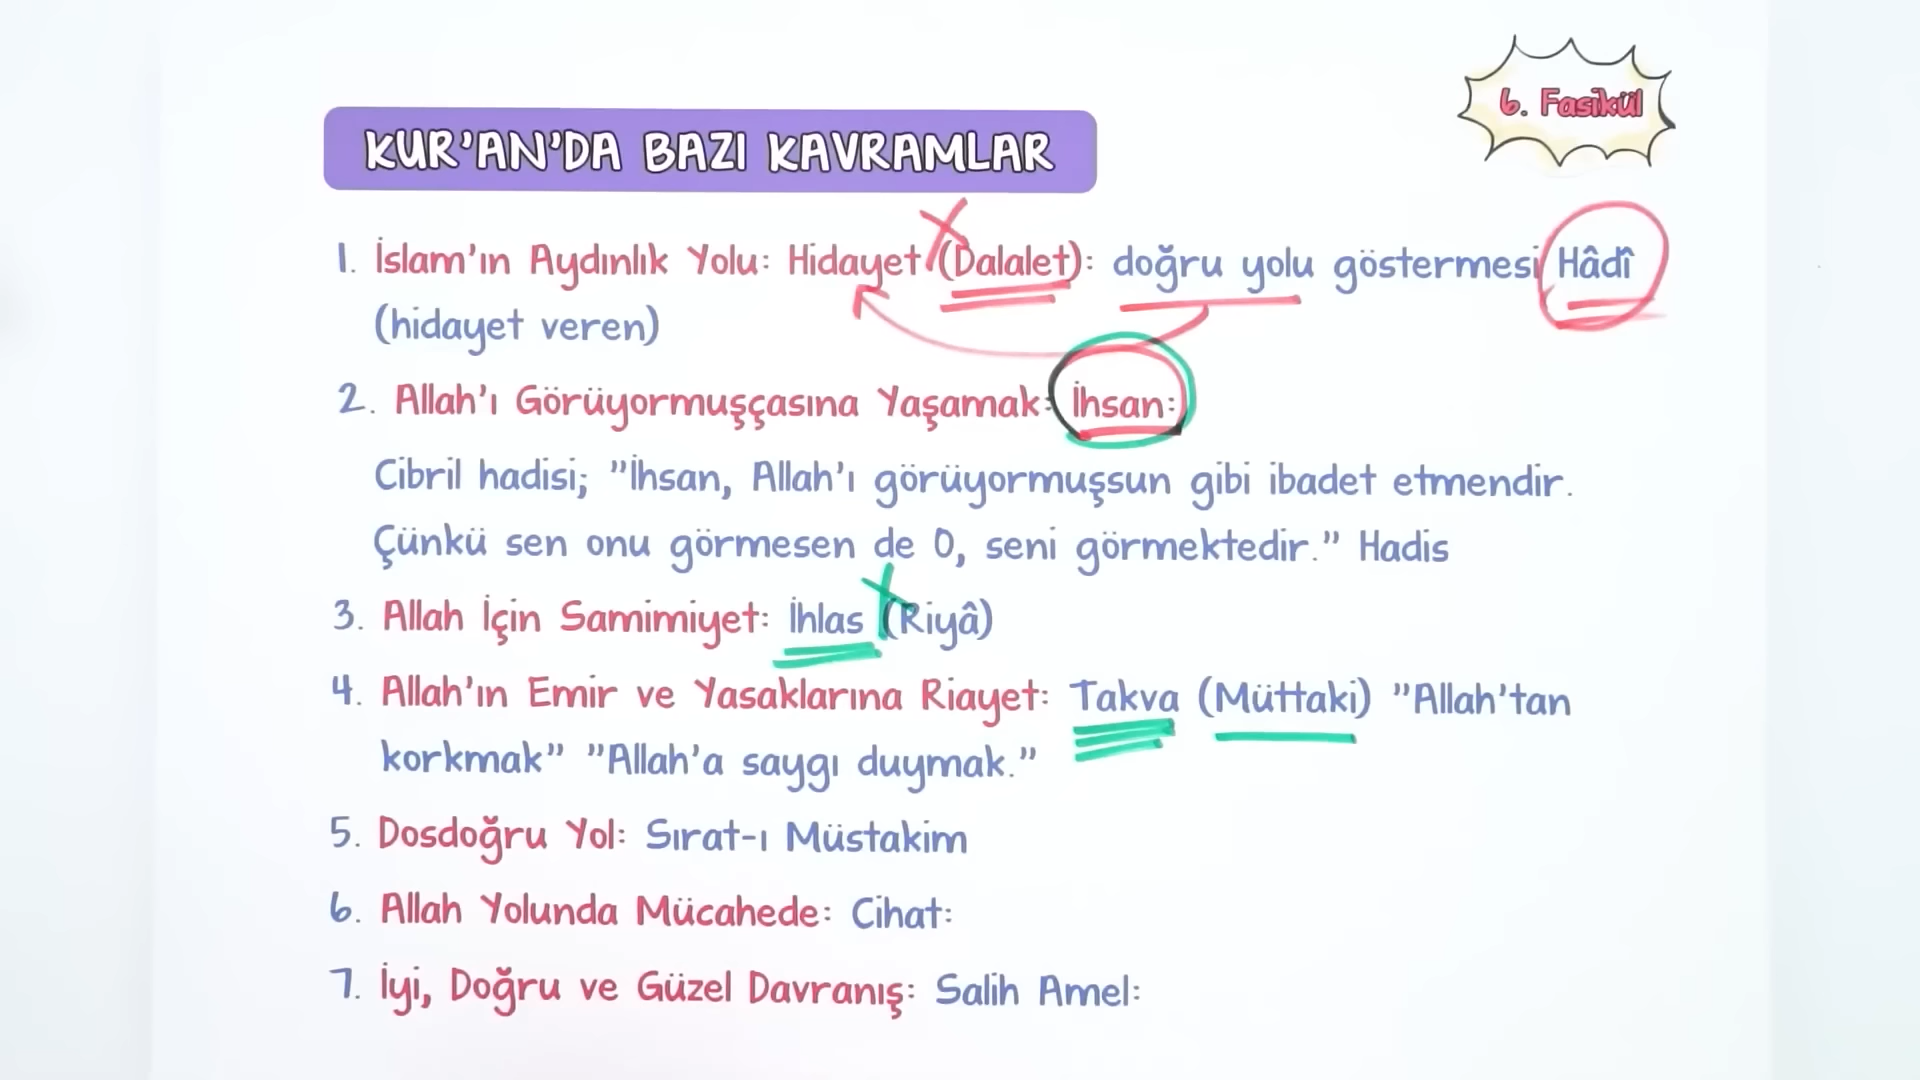 6. Fasikül
KUR'AN'DA BAZI KAVRAMLAR
1. İslam'ın Aydınlık Yolu: Hidayet (Dalalet): doğru yolu göstermesi Hâdî
(hidayet veren)
2. Allah'ı Görüyormuşçasına Yaşamak: İhsan:
Cibril hadisi; "İhsan, Allah'ı görüyormuşsun gibi ibadet etmendir.
Çünkü sen onu görmesen de O, seni görmektedir." Hadis
3. Allah İçin Samimiyet: İhlas (Riyâ)
4. Allah'ın Emir ve Yasaklarına Riayet: Takva (Müttaki) "Allah'tan
korkmak" "Allah'a saygı duymak."
5. Dosdoğru Yol: Sırat-ı Müstakim
6. Allah Yolunda Mücahede: Cihat:
7. İyi, Doğru ve Güzel Davranış: Salih Amel: